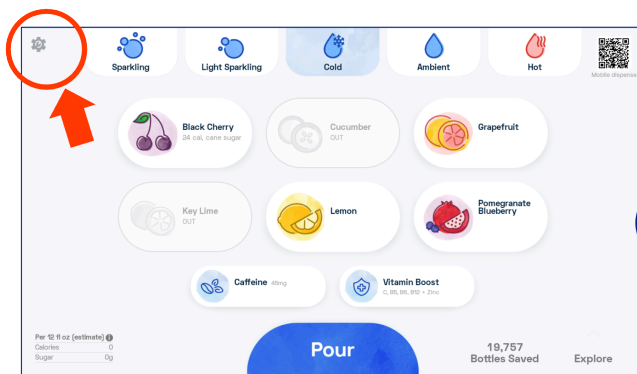 Sparkling
Light Sparkling
Cold
Ambient
Hot
Mobile dispense
Black Cherry
24 cal, cane sugar
Cucumber
OUT
Grapefruit
Key Lime
OUT
Lemon
Pomegranate
Blueberry
Caffeine 45mg
Vitamin Boost
C, B5, B6, B12 + Zinc
Per 12 fl oz (estimate)
Calories 0
Sugar 0g
Pour
19,757
Bottles Saved
Explore